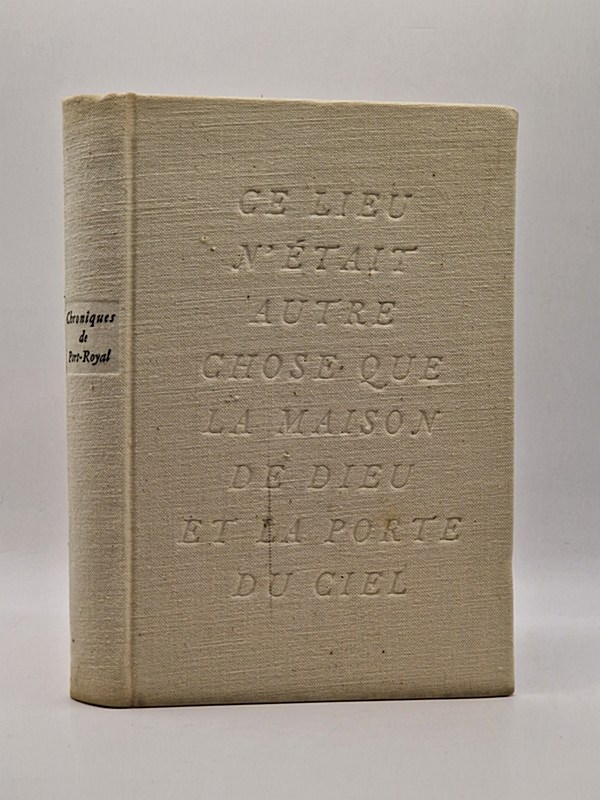 Chroniques
de
Port-Royal
CE LIEU
N'ÉTAIT
AUTRE
CHOSE QUE
LA MAISON
DE DIEU
ET LA PORTE
DU CIEL